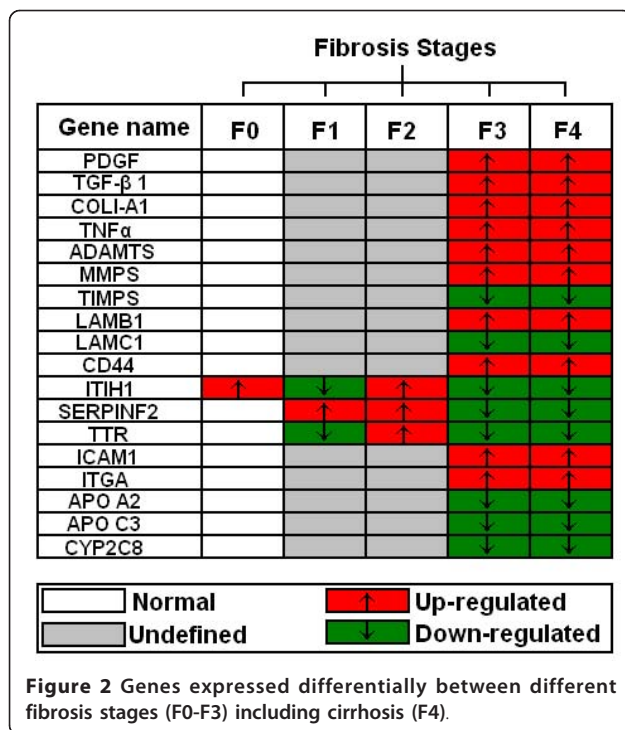 Fibrosis Stages
Gene name F0 F1 F2 F3 F4
PDGF ↑ ↑
TGF-β 1 ↑ ↑
COLI-A1 ↑ ↑
TNFα ↑ ↑
ADAMTS ↑ ↑
MMPS ↑ ↑
TIMPS ↓ ↓
LAMB1 ↑ ↑
LAMC1 ↓ ↓
CD44 ↑ ↑
ITIH1 ↑ ↓ ↑ ↓ ↓
SERPINF2 ↑ ↑ ↓ ↓
TTR ↓ ↑ ↓ ↓
ICAM1 ↑ ↑
ITGA ↑ ↑
APO A2 ↓ ↓
APO C3 ↓ ↓
CYP2C8 ↓ ↓
Normal ↑ Up-regulated
Undefined ↓ Down-regulated
Figure 2 Genes expressed differentially between different
fibrosis stages (F0-F3) including cirrhosis (F4).